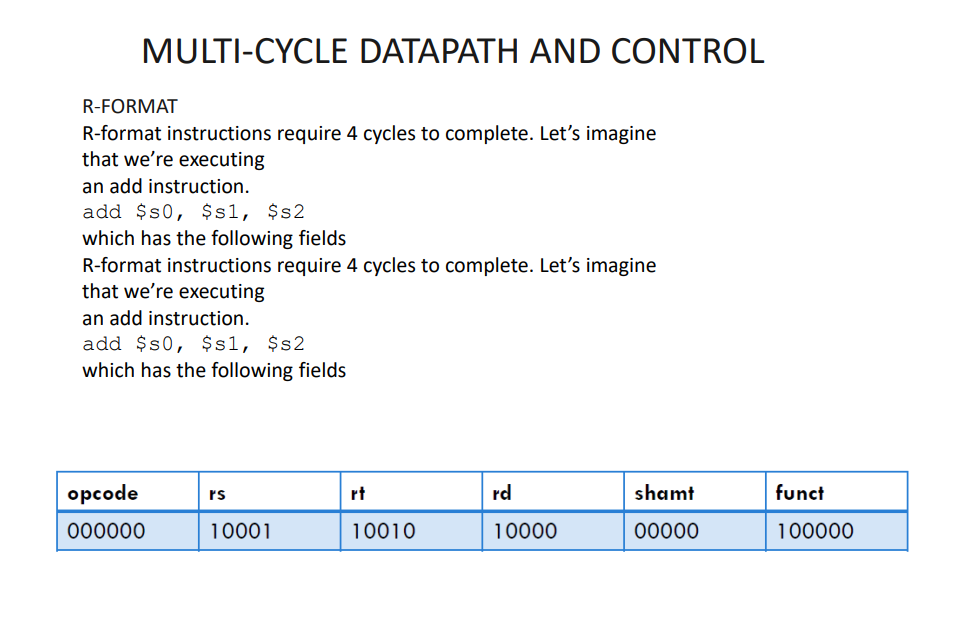 MULTI-CYCLE DATAPATH AND CONTROL
R-FORMAT
R-format instructions require 4 cycles to complete. Let’s imagine
that we’re executing
an add instruction.
add $s0, $s1, $s2
which has the following fields
R-format instructions require 4 cycles to complete. Let’s imagine
that we’re executing
an add instruction.
add $s0, $s1, $s2
which has the following fields
opcode rs rt rd shamt funct
000000 10001 10010 10000 00000 100000